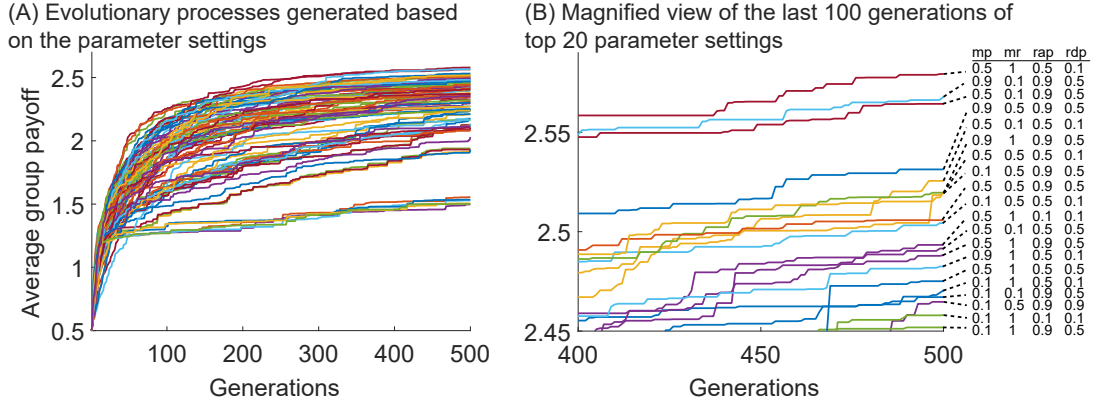 (A) Evolutionary processes generated based
on the parameter settings
Average group payoff
2.5
2
1.5
1
0.5
100
200
300
400
500
Generations
(B) Magnified view of the last 100 generations of
top 20 parameter settings
2.55
2.5
2.45
400
450
500
Generations
mp mr rap rdp
0.5 1 0.5 0.1
0.9 0.1 0.9 0.5
0.5 0.1 0.9 0.5
0.9 0.5 0.9 0.5
0.5 0.1 0.5 0.1
0.9 1 0.9 0.5
0.5 0.5 0.5 0.1
0.1 0.5 0.9 0.5
0.5 0.5 0.5 0.5
0.1 0.5 0.5 0.5
0.5 1 0.1 0.1
0.5 0.1 0.5 0.5
0.5 1 0.9 0.5
0.9 1 0.5 0.1
0.5 1 0.5 0.5
0.1 1 0.5 0.1
0.1 0.1 0.9 0.5
0.1 0.5 0.9 0.9
0.1 1 0.1 0.1
0.1 1 0.9 0.5